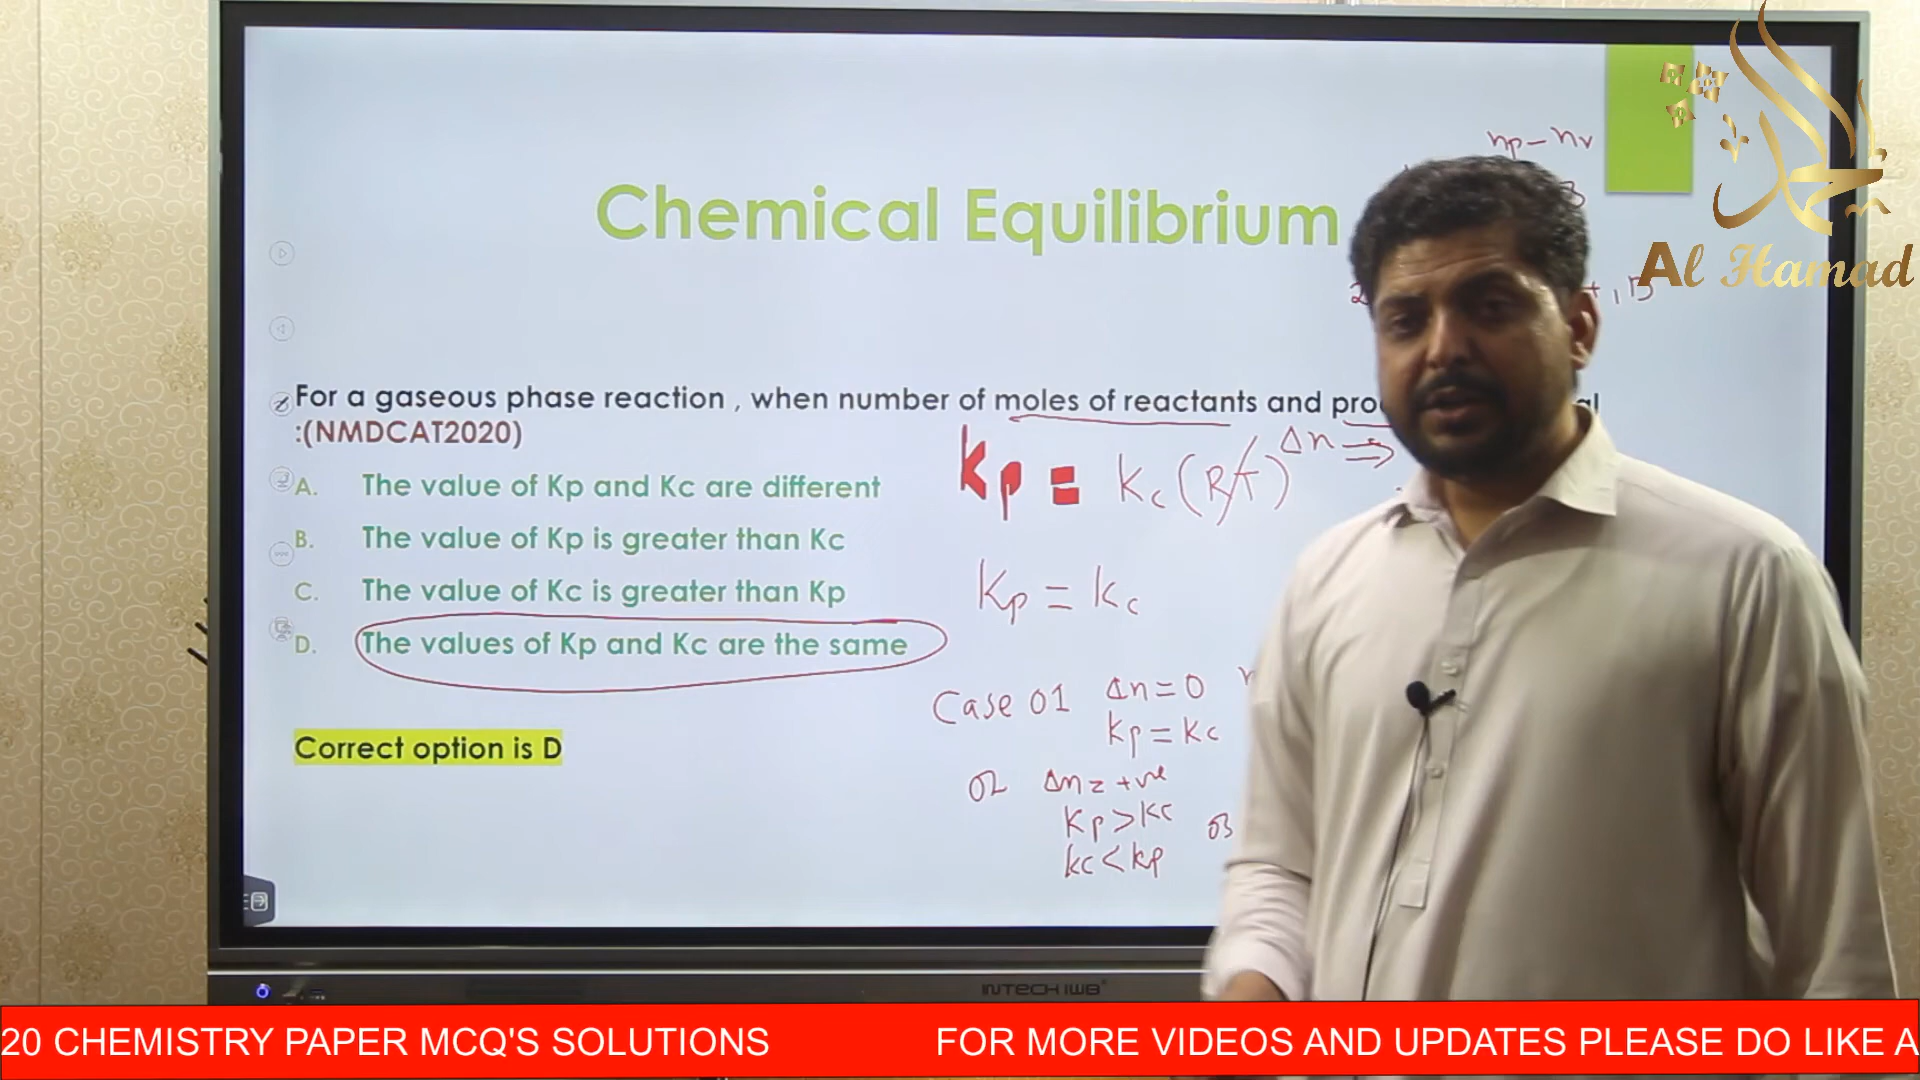 np - nr
Chemical Equilibrium
Al Hamad
For a gaseous phase reaction , when number of moles of reactants and
:(NMDCAT2020)
Δn ⇒
Kp = Kc (RT)
A. The value of Kp and Kc are different
B. The value of Kp is greater than Kc
Kp = Kc
C. The value of Kc is greater than Kp
D. The values of Kp and Kc are the same
Case 01 Δn = 0
Kp = Kc
Correct option is D
02 Δn = +ve
Kp > Kc
03
Kc < Kp
INTECH IWB
20 CHEMISTRY PAPER MCQ'S SOLUTIONS
FOR MORE VIDEOS AND UPDATES PLEASE DO LIKE A